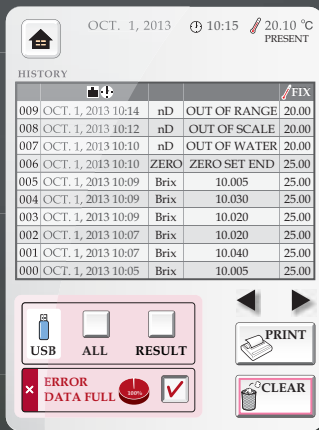 OCT. 1, 2013 10:15 20.10 °C
PRESENT
HISTORY
FIX
009 OCT. 1, 2013 10:14 nD OUT OF RANGE 20.00
008 OCT. 1, 2013 10:12 nD OUT OF SCALE 20.00
007 OCT. 1, 2013 10:10 nD OUT OF WATER 20.00
006 OCT. 1, 2013 10:10 ZERO ZERO SET END 25.00
005 OCT. 1, 2013 10:09 Brix 10.005 25.00
004 OCT. 1, 2013 10:09 Brix 10.030 25.00
003 OCT. 1, 2013 10:09 Brix 10.020 25.00
002 OCT. 1, 2013 10:07 Brix 10.020 25.00
001 OCT. 1, 2013 10:07 Brix 10.040 25.00
000 OCT. 1, 2013 10:05 Brix 10.005 25.00
USB ALL RESULT
PRINT
ERROR
DATA FULL 100%
CLEAR